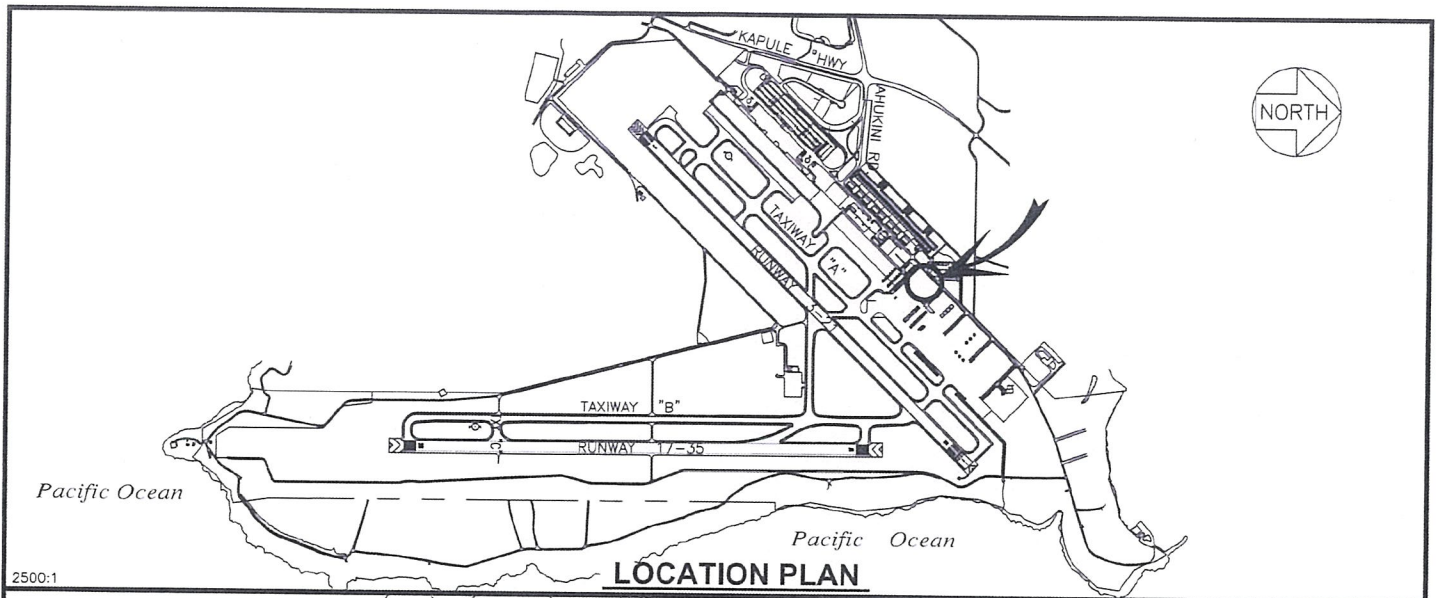 KAPULE HWY
NORTH
AHUKINI RD
TAXIWAY "A"
RUNWAY
TAXIWAY "B"
RUNWAY 17-35
Pacific Ocean
Pacific Ocean
2500:1
LOCATION PLAN